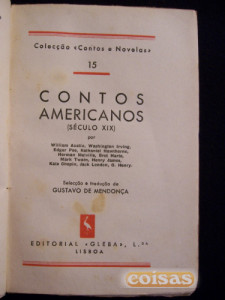 Colecção «Contos e Novelas»
15
CONTOS
AMERICANOS
(SÉCULO XIX)
por
William Austin, Washington Irving,
Edgar Poe, Nathaniel Hawthorne,
Herman Melville, Bret Harte,
Mark Twain, Henry James,
Kate Chopin, Jack London, O. Henry.
Selecção e tradução de
GUSTAVO DE MENDONÇA
EDITORIAL «GLEBA», L.da
LISBOA
coisas